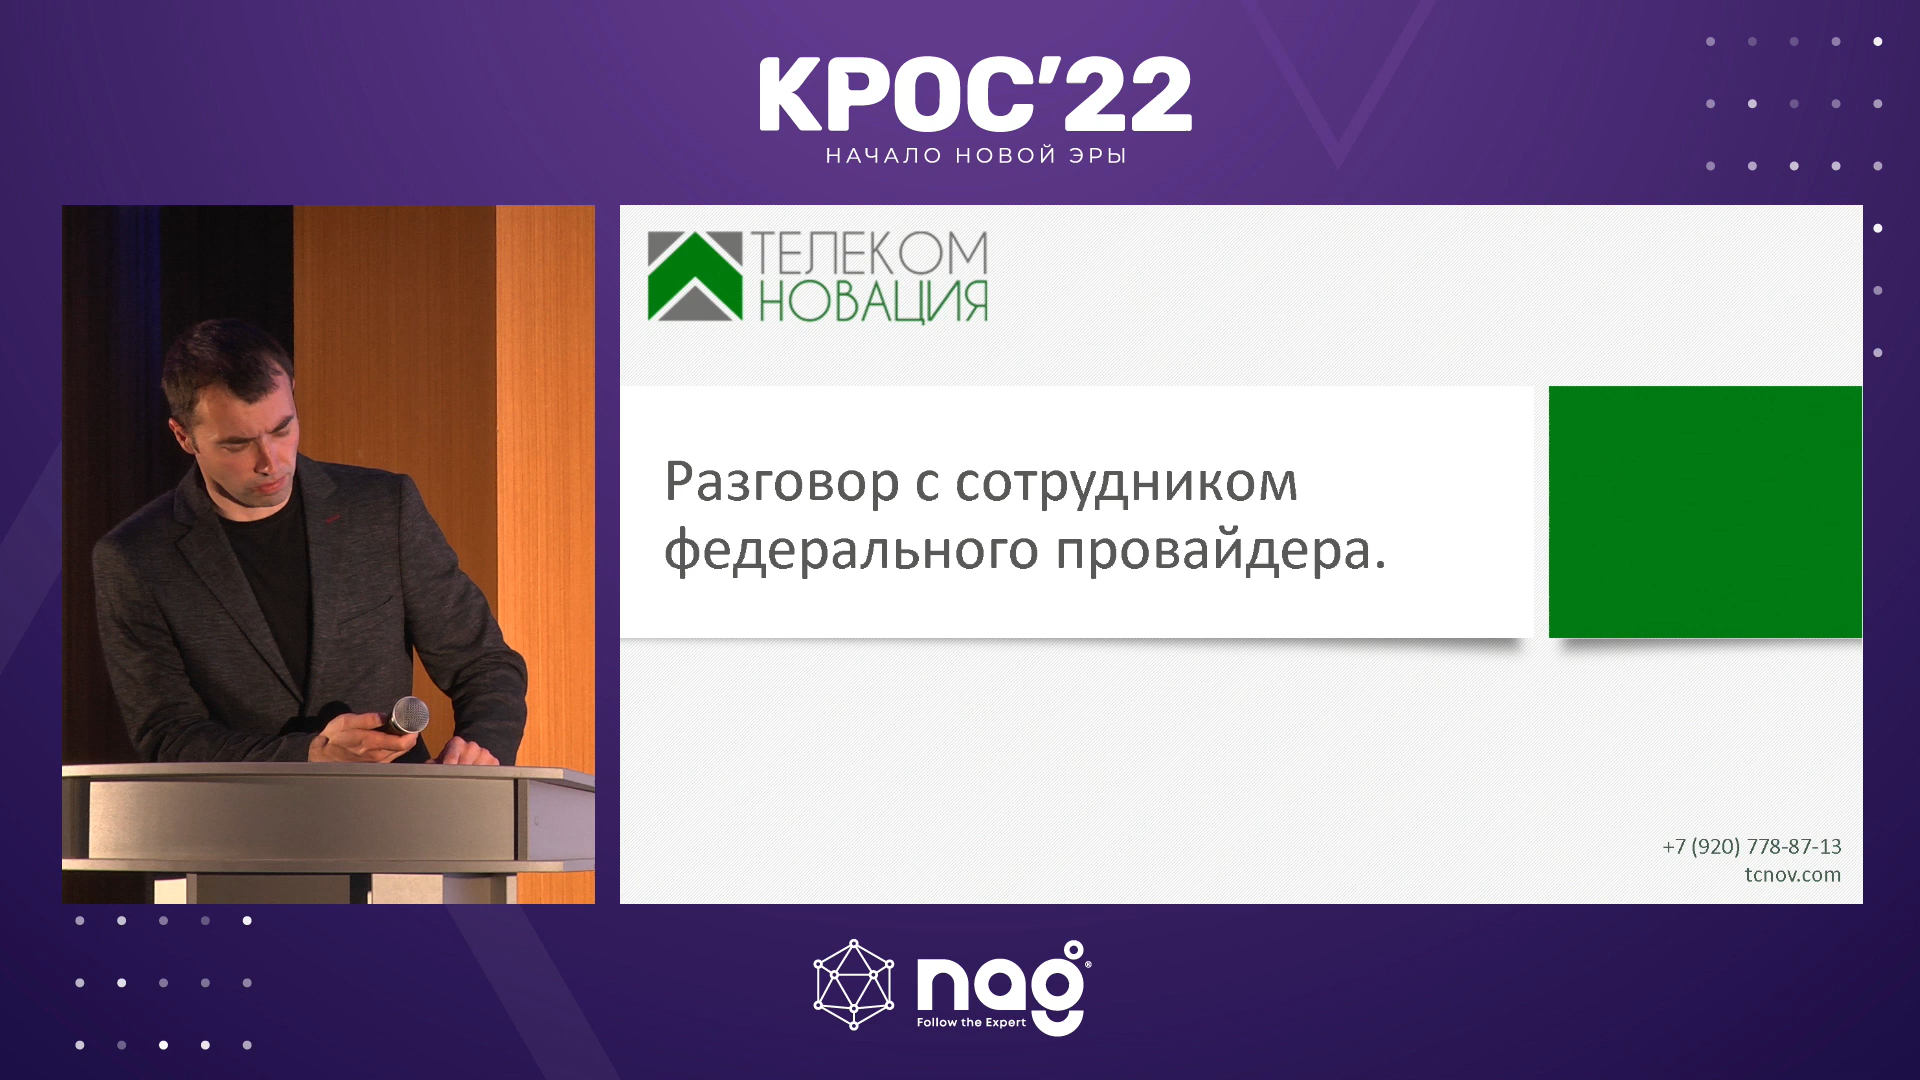 КРОС'22
НАЧАЛО НОВОЙ ЭРЫ
ТЕЛЕКОМ
НОВАЦИЯ
Разговор с сотрудником
федерального провайдера.
+7 (920) 778-87-13
tcnov.com
nag®
Follow the Expert